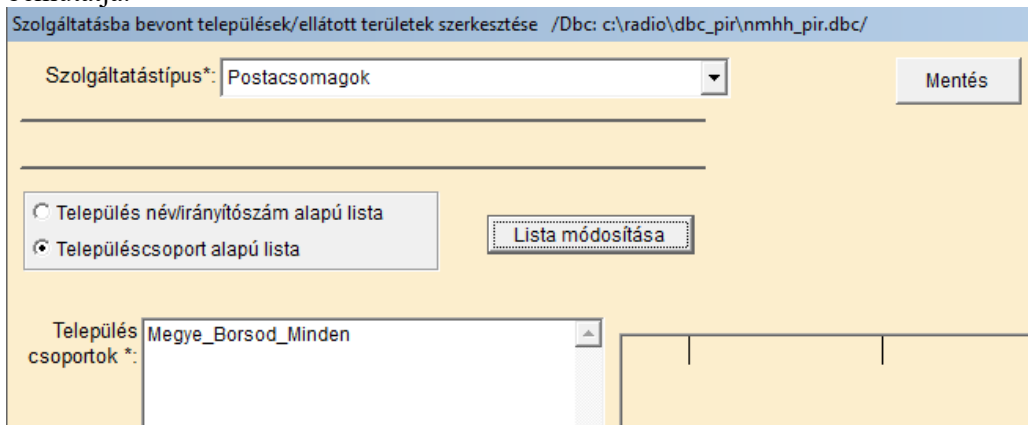 Szolgáltatásba bevont települések/ellátott területek szerkesztése /Dbc: c:\radio\dbc_pir\nmhh_pir.dbc/
Szolgáltatástípus*: Postacsomagok
Mentés
Település név/irányítószám alapú lista
Településcsoport alapú lista
Lista módosítása
Település
csoportok *:
Megye_Borsod_Minden